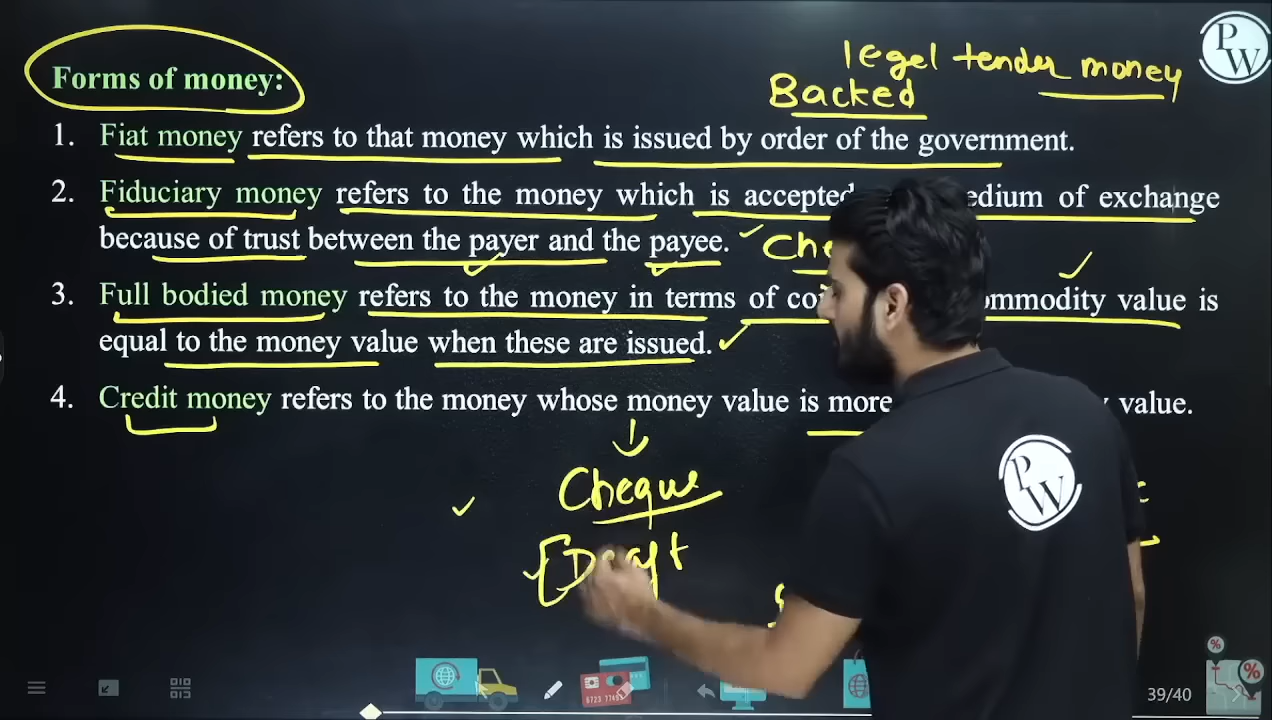 legel tender money
Backed
PW
Forms of money:
1. Fiat money refers to that money which is issued by order of the government.
2. Fiduciary money refers to the money which is accepted edium of exchange
because of trust between the payer and the payee. Che
3. Full bodied money refers to the money in terms of coi ommodity value is
equal to the money value when these are issued.
4. Credit money refers to the money whose money value is more value.
Cheque
Draft
PW
39/40